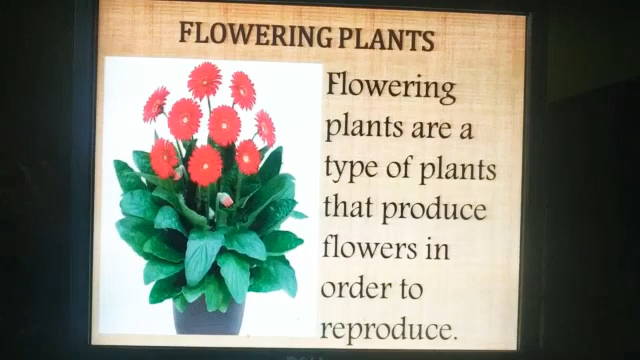 FLOWERING PLANTS
Flowering
plants are a
type of plants
that produce
flowers in
order to
reproduce.